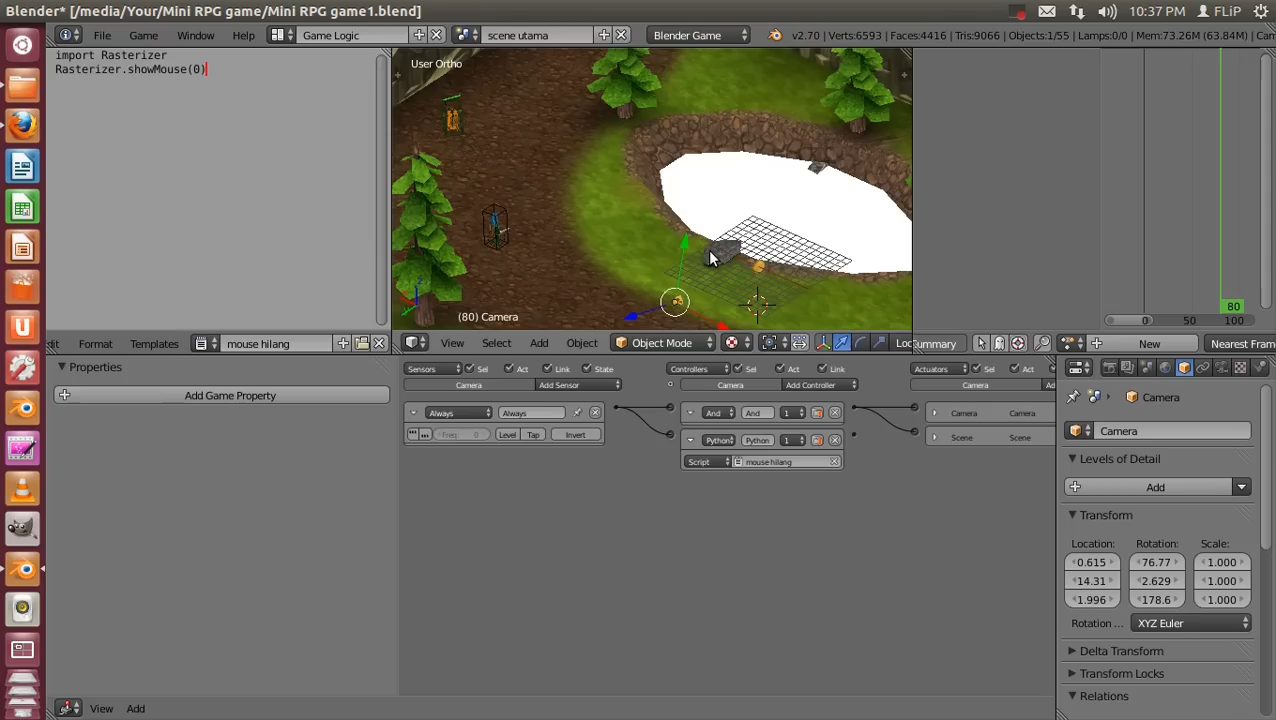 Blender* [/media/Your/Mini RPG game/Mini RPG game1.blend]
10:37 PM
FLiP
File Game Window Help
Game Logic
scene utama
Blender Game
v2.70 | Verts:6593 | Faces:4416 | Tris:9066 | Objects:1/55 | Lamps:0/0 | Mem:73.26M (63.84M) | Cam
import Rasterizer
Rasterizer.showMouse(0)
User Ortho
(80) Camera
80
0 50 100
Format Templates mouse hilang
View Select Add Object Object Mode
Summary
New
Nearest Fram
Properties
Add Game Property
Sensors Sel Act Link State
Camera Add Sensor
Always Always
Freq: 0 Level Tap Invert
Controllers Sel Act Link
Camera Add Controller
And And 1
Python Python 1
Script mouse hilang
Actuators Sel Act
Camera
Camera Camera
Scene Scene
Camera
Camera
Levels of Detail
Add
Transform
Location: Rotation: Scale:
0.615 76.77 1.000
14.31 2.629 1.000
1.996 178.6 1.000
Rotation ... XYZ Euler
Delta Transform
Transform Locks
Relations
View Add